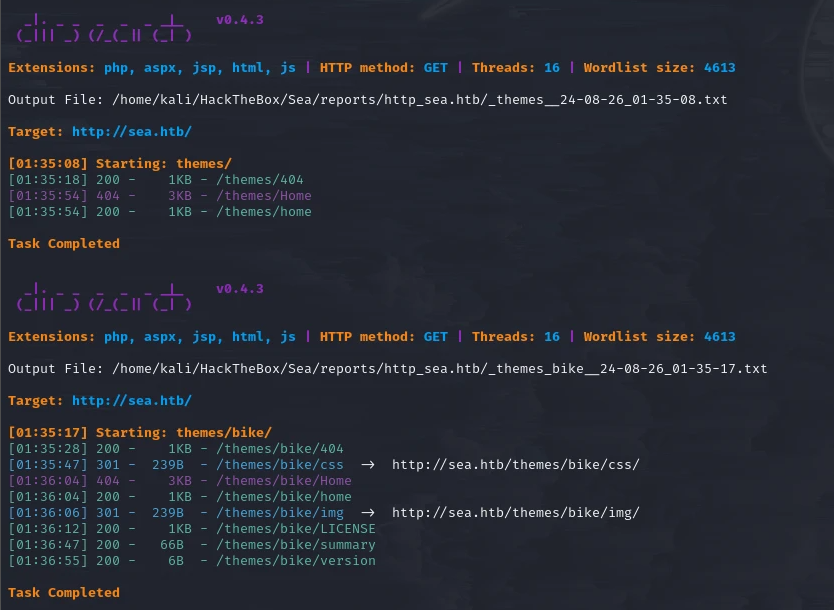 _|. _ _  _  _  _ _|_    v0.4.3
(_||| _) (/_(_|| (_| )
Extensions: php, aspx, jsp, html, js | HTTP method: GET | Threads: 16 | Wordlist size: 4613
Output File: /home/kali/HackTheBox/Sea/reports/http_sea.htb/_themes__24-08-26_01-35-08.txt
Target: http://sea.htb/
[01:35:08] Starting: themes/
[01:35:18] 200 -    1KB - /themes/404
[01:35:54] 404 -    3KB - /themes/Home
[01:35:54] 200 -    1KB - /themes/home
Task Completed
_|. _ _  _  _  _ _|_    v0.4.3
(_||| _) (/_(_|| (_| )
Extensions: php, aspx, jsp, html, js | HTTP method: GET | Threads: 16 | Wordlist size: 4613
Output File: /home/kali/HackTheBox/Sea/reports/http_sea.htb/_themes_bike__24-08-26_01-35-17.txt
Target: http://sea.htb/
[01:35:17] Starting: themes/bike/
[01:35:28] 200 -    1KB - /themes/bike/404
[01:35:47] 301 -  239B  - /themes/bike/css  ->  http://sea.htb/themes/bike/css/
[01:36:04] 404 -    3KB - /themes/bike/Home
[01:36:04] 200 -    1KB - /themes/bike/home
[01:36:06] 301 -  239B  - /themes/bike/img  ->  http://sea.htb/themes/bike/img/
[01:36:12] 200 -    1KB - /themes/bike/LICENSE
[01:36:47] 200 -   66B  - /themes/bike/summary
[01:36:55] 200 -    6B  - /themes/bike/version
Task Completed